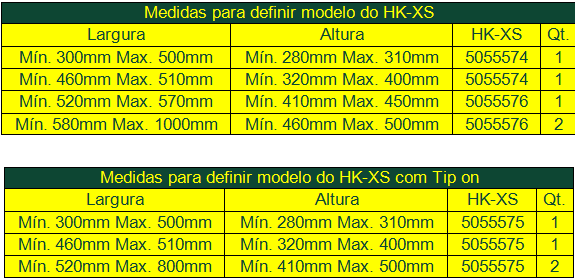 Medidas para definir modelo do HK-XS
Largura Altura HK-XS Qt.
Mín. 300mm Max. 500mm Mín. 280mm Max. 310mm 5055574 1
Mín. 460mm Max. 510mm Mín. 320mm Max. 400mm 5055574 1
Mín. 520mm Max. 570mm Mín. 410mm Max. 450mm 5055576 1
Mín. 580mm Max. 1000mm Mín. 460mm Max. 500mm 5055576 2
Medidas para definir modelo do HK-XS com Tip on
Largura Altura HK-XS Qt.
Mín. 300mm Max. 500mm Mín. 280mm Max. 310mm 5055575 1
Mín. 460mm Max. 510mm Mín. 320mm Max. 400mm 5055575 1
Mín. 520mm Max. 800mm Mín. 410mm Max. 500mm 5055575 2